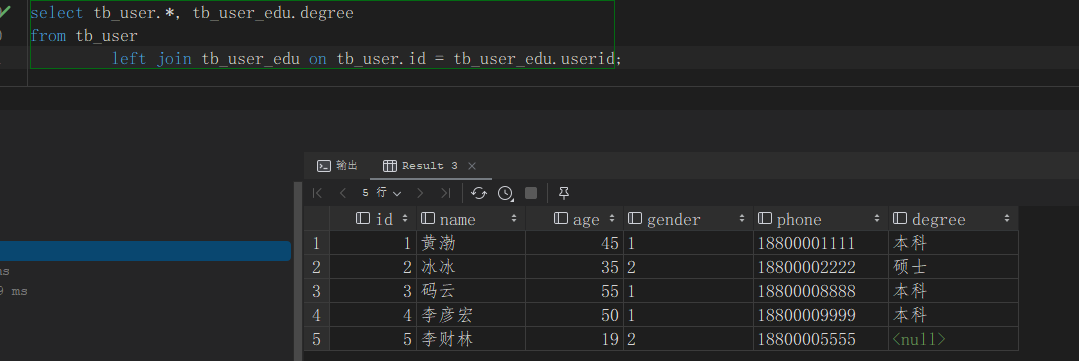 select tb_user.*, tb_user_edu.degree
from tb_user
left join tb_user_edu on tb_user.id = tb_user_edu.userid;
输出 Result 3
5 行
id name age gender phone degree
1 1 黄渤 45 1 18800001111 本科
2 2 冰冰 35 2 18800002222 硕士
3 3 码云 55 1 18800008888 本科
4 4 李彦宏 50 1 18800009999 本科
5 5 李财林 19 2 18800005555 <null>
ms
ms